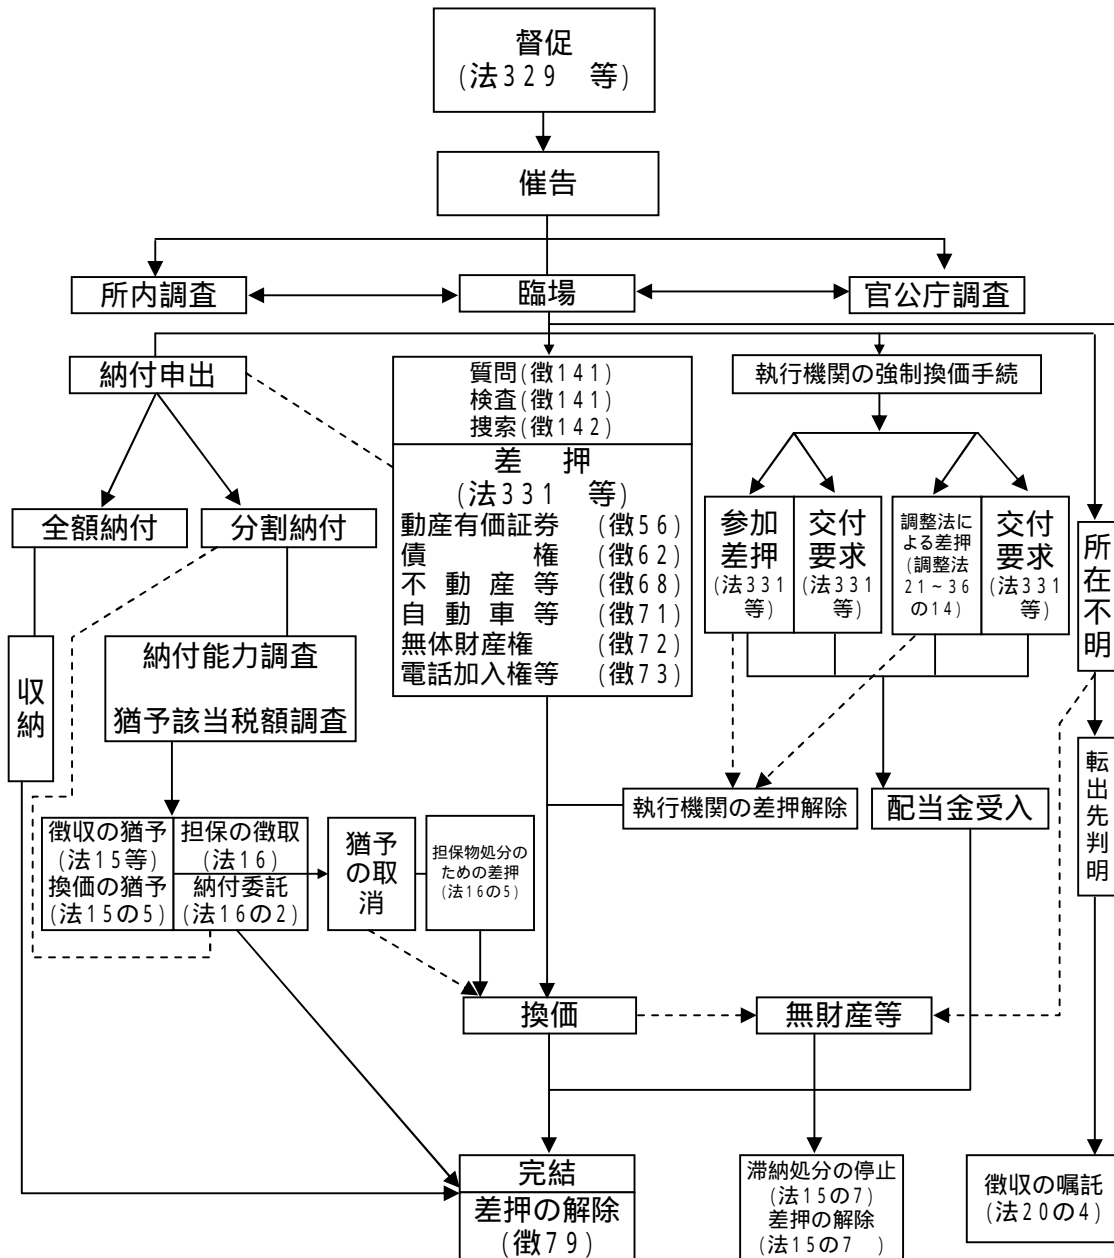 督促
(法329 等)
催告
所内調査
臨場
官公庁調査
納付申出
質問(徴141)
検査(徴141)
捜索(徴142)
執行機関の強制換価手続
差 押
(法331 等)
動産有価証券 (徴56)
債 権 (徴62)
不 動 産 等 (徴68)
自 動 車 等 (徴71)
無体財産権 (徴72)
電話加入権等 (徴73)
全額納付
分割納付
参加
差押
(法331
等)
交付
要求
(法331
等)
調整法に
よる差押
(調整法
21~36
の14)
交付
要求
(法331
等)
所在不明
収納
納付能力調査
猶予該当税額調査
転出先判明
執行機関の差押解除
配当金受入
徴収の猶予
(法15等)
換価の猶予
(法15の5)
担保の徴取
(法16)
納付委託
(法16の2)
猶予
の取
消
担保物処分の
ための差押
(法16の5)
換価
無財産等
完結
差押の解除
(徴79)
滞納処分の停止
(法15の7)
差押の解除
(法15の7 )
徴収の嘱託
(法20の4)